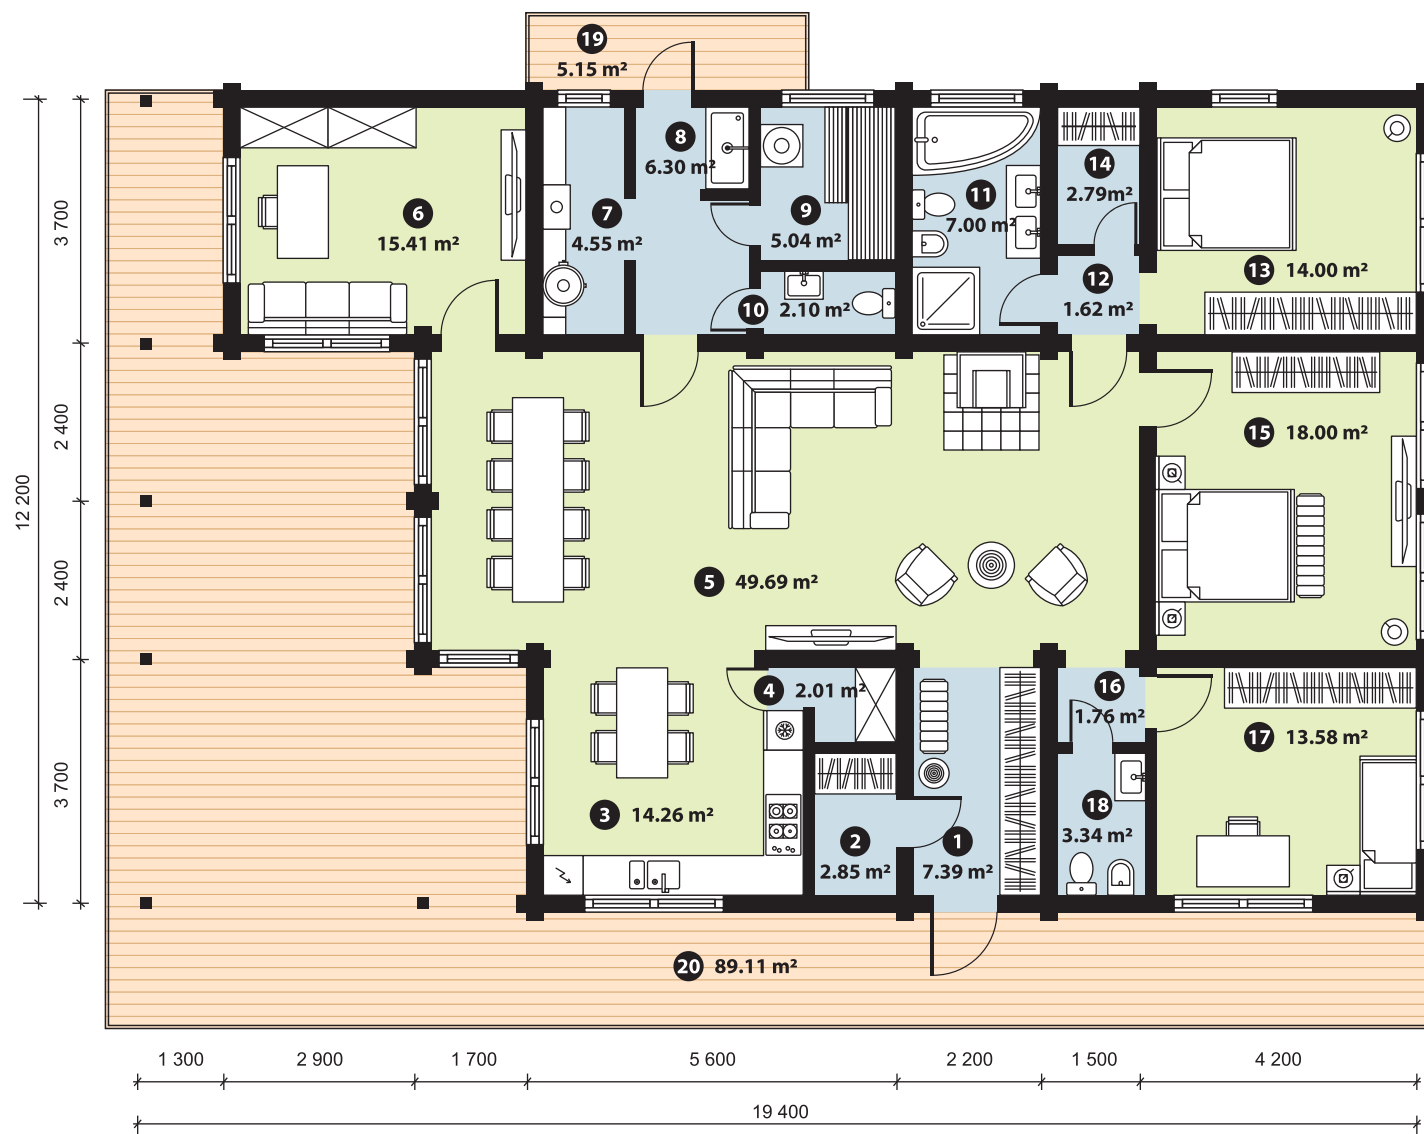 19
5.15 m²
8
6.30 m²
14
2.79m²
11
7.00 m²
6
15.41 m²
7
4.55 m²
9
5.04 m²
13 14.00 m²
12
1.62 m²
10 2.10 m²
15 18.00 m²
5 49.69 m²
4 2.01 m²
16
1.76 m²
17 13.58 m²
3 14.26 m²
18
3.34 m²
2
2.85 m²
1
7.39 m²
20 89.11 m²
3 700
2 400
2 400
3 700
12 200
1 300 2 900 1 700 5 600 2 200 1 500 4 200
19 400